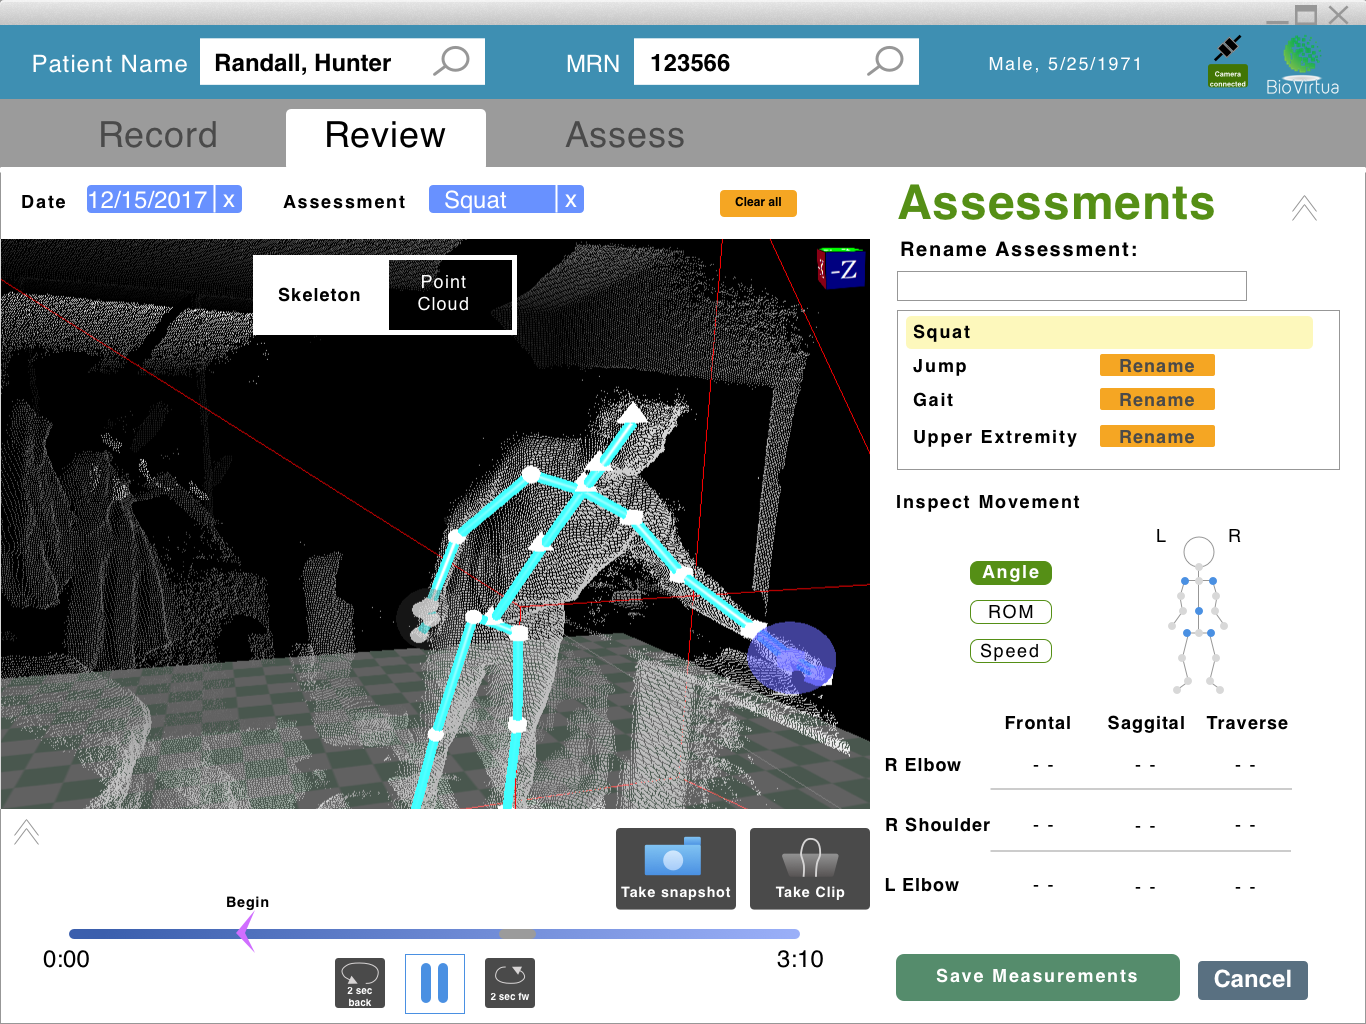 Patient Name
Randall, Hunter
MRN
123566
Male, 5/25/1971
Camera
connected
BioVirtua
Record
Review
Assess
Date
12/15/2017
x
Assessment
Squat
x
Clear all
Skeleton
Point
Cloud
-Z
Assessments
Rename Assessment:
Squat
Jump
Rename
Gait
Rename
Upper Extremity
Rename
Inspect Movement
L
R
Angle
ROM
Speed
Frontal
Saggital
Traverse
R Elbow
- -
- -
- -
R Shoulder
- -
- -
- -
L Elbow
- -
- -
- -
Take snapshot
Take Clip
Begin
0:00
3:10
2 sec
back
2 sec fw
Save Measurements
Cancel